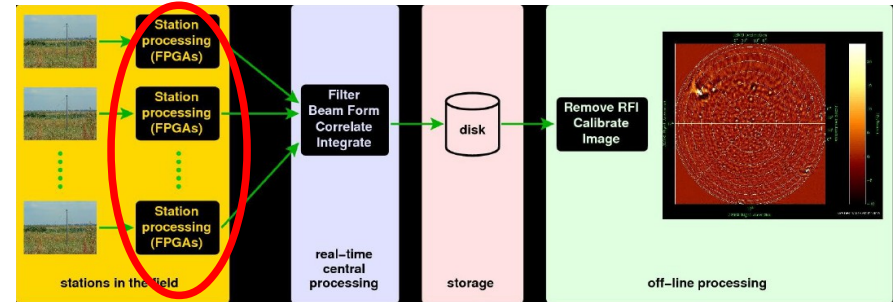 Station
processing
(FPGAs)
Station
processing
(FPGAs)
Station
processing
(FPGAs)
stations in the field
Filter
Beam Form
Correlate
Integrate
real-time
central
processing
disk
storage
Remove RFI
Calibrate
Image
off-line processing